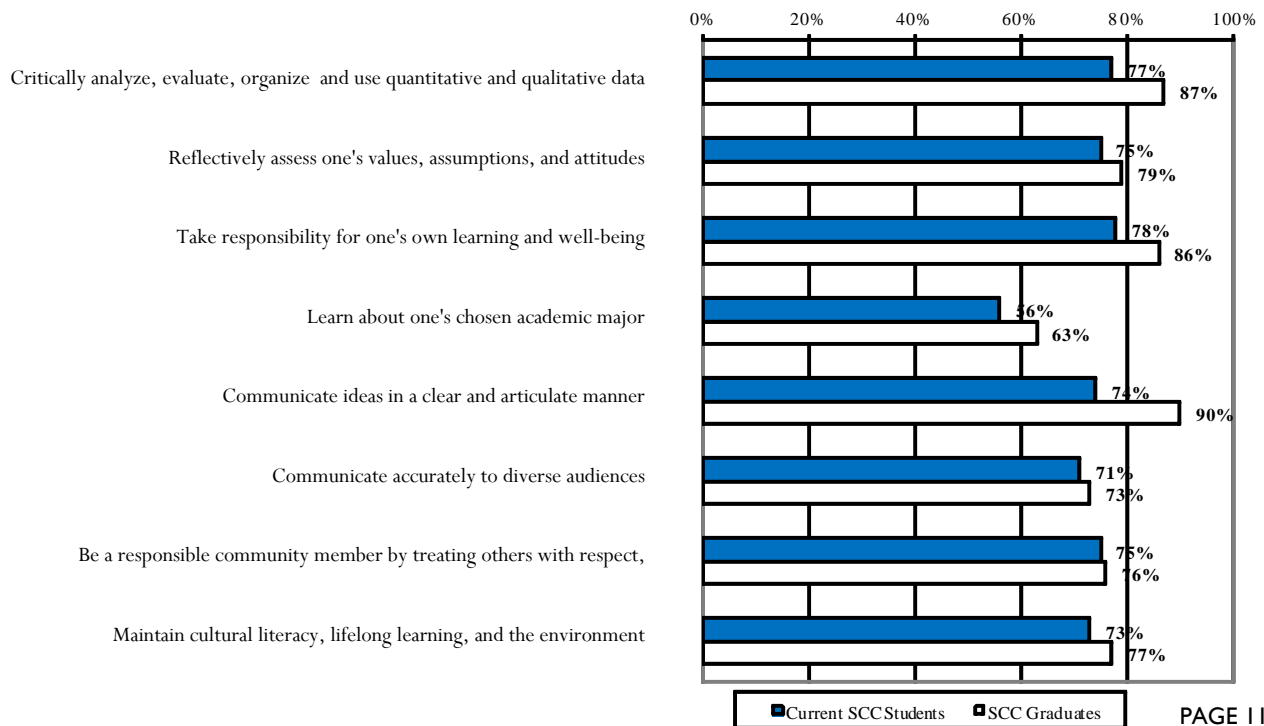 0% 20% 40% 60% 80% 100%
Critically analyze, evaluate, organize and use quantitative and qualitative data
77%
87%
Reflectively assess one's values, assumptions, and attitudes
75%
79%
Take responsibility for one's own learning and well-being
78%
86%
Learn about one's chosen academic major
56%
63%
Communicate ideas in a clear and articulate manner
74%
90%
Communicate accurately to diverse audiences
71%
73%
Be a responsible community member by treating others with respect,
75%
76%
Maintain cultural literacy, lifelong learning, and the environment
73%
77%
Current SCC Students SCC Graduates
PAGE 11